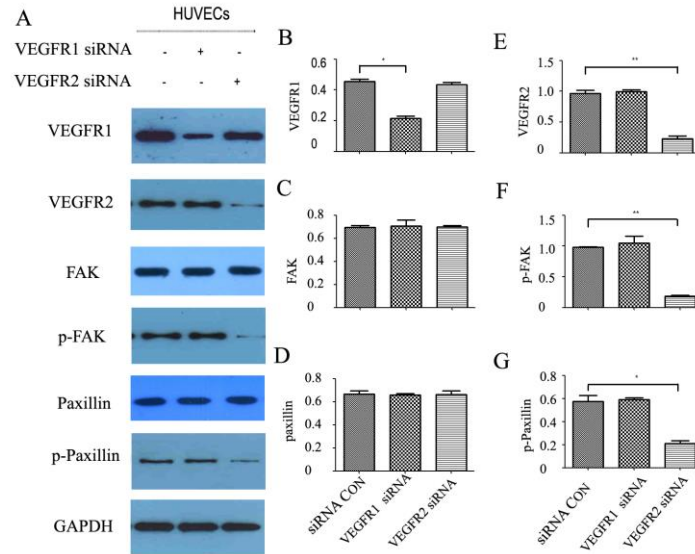 A
HUVECs
VEGFR1 siRNA - + -
VEGFR2 siRNA - - +
VEGFR1
VEGFR2
FAK
p-FAK
Paxillin
p-Paxillin
GAPDH
B
VEGFR1
0.6
0.4
0.2
0
*
C
FAK
0.8
0.6
0.4
0.2
0
D
paxillin
0.8
0.6
0.4
0.2
0
siRNA CON
VEGFR1 siRNA
VEGFR2 siRNA
E
VEGFR2
1.5
1.0
0.5
0
**
F
p-FAK
1.5
1.0
0.5
0
**
G
p-Paxillin
0.8
0.6
0.4
0.2
0
*
siRNA CON
VEGFR1 siRNA
VEGFR2 siRNA